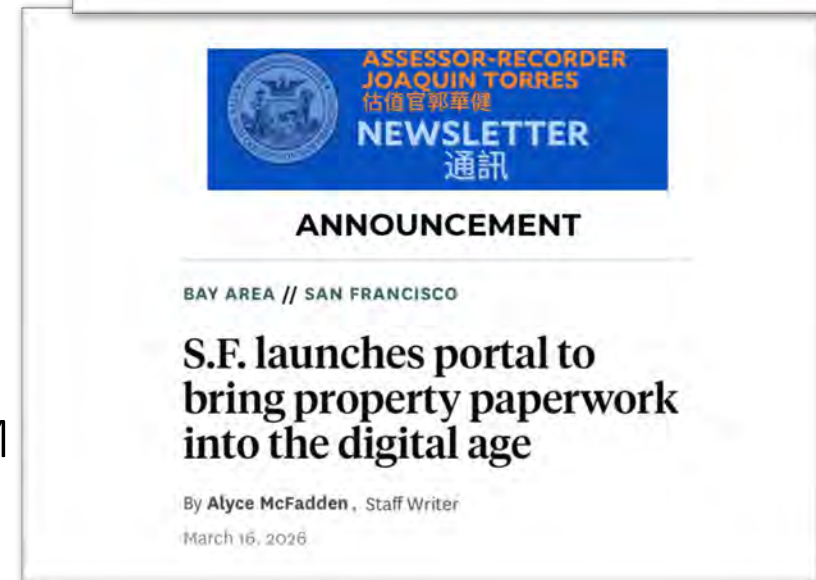 ASSESSOR-RECORDER
JOAQUIN TORRES
估值官郭華健
NEWSLETTER
通訊
ANNOUNCEMENT
BAY AREA // SAN FRANCISCO
S.F. launches portal to
bring property paperwork
into the digital age
By Alyce McFadden, Staff Writer
March 16, 2026